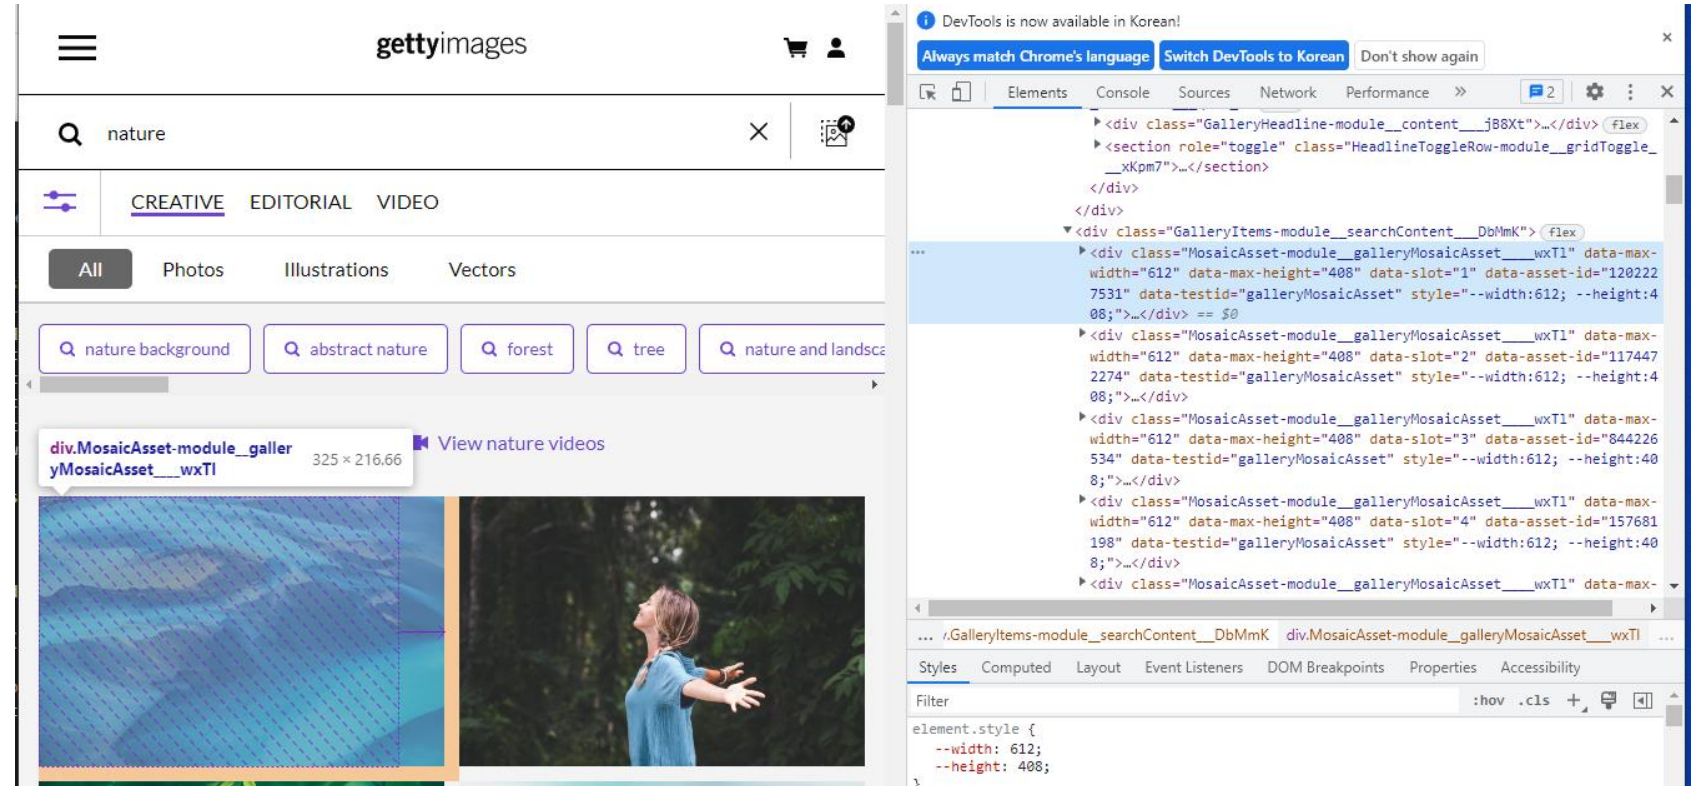 gettyimages
nature
CREATIVE EDITORIAL VIDEO
All Photos Illustrations Vectors
nature background abstract nature forest tree nature and landsca
View nature videos
div.MosaicAsset-module__galler
yMosaicAsset____wxTl 325 × 216.66
DevTools is now available in Korean!
Always match Chrome's language Switch DevTools to Korean Don't show again
Elements Console Sources Network Performance » 2
<div class="GalleryHeadline-module__content___jB8Xt">…</div> flex
<section role="toggle" class="HeadlineToggleRow-module__gridToggle_
__xKpm7">…</section>
</div>
</div>
<div class="GalleryItems-module__searchContent___DbMmK"> flex
<div class="MosaicAsset-module__galleryMosaicAsset____wxTl" data-max-
width="612" data-max-height="408" data-slot="1" data-asset-id="120222
7531" data-testid="galleryMosaicAsset" style="--width:612; --height:4
08;">…</div> == $0
<div class="MosaicAsset-module__galleryMosaicAsset____wxTl" data-max-
width="612" data-max-height="408" data-slot="2" data-asset-id="117447
2274" data-testid="galleryMosaicAsset" style="--width:612; --height:4
08;">…</div>
<div class="MosaicAsset-module__galleryMosaicAsset____wxTl" data-max-
width="612" data-max-height="408" data-slot="3" data-asset-id="844226
534" data-testid="galleryMosaicAsset" style="--width:612; --height:40
8;">…</div>
<div class="MosaicAsset-module__galleryMosaicAsset____wxTl" data-max-
width="612" data-max-height="408" data-slot="4" data-asset-id="157681
198" data-testid="galleryMosaicAsset" style="--width:612; --height:40
8;">…</div>
<div class="MosaicAsset-module__galleryMosaicAsset____wxTl" data-max-
... .GalleryItems-module__searchContent___DbMmK div.MosaicAsset-module__galleryMosaicAsset____wxTl ...
Styles Computed Layout Event Listeners DOM Breakpoints Properties Accessibility
Filter :hov .cls +
element.style {
--width: 612;
--height: 408;
}